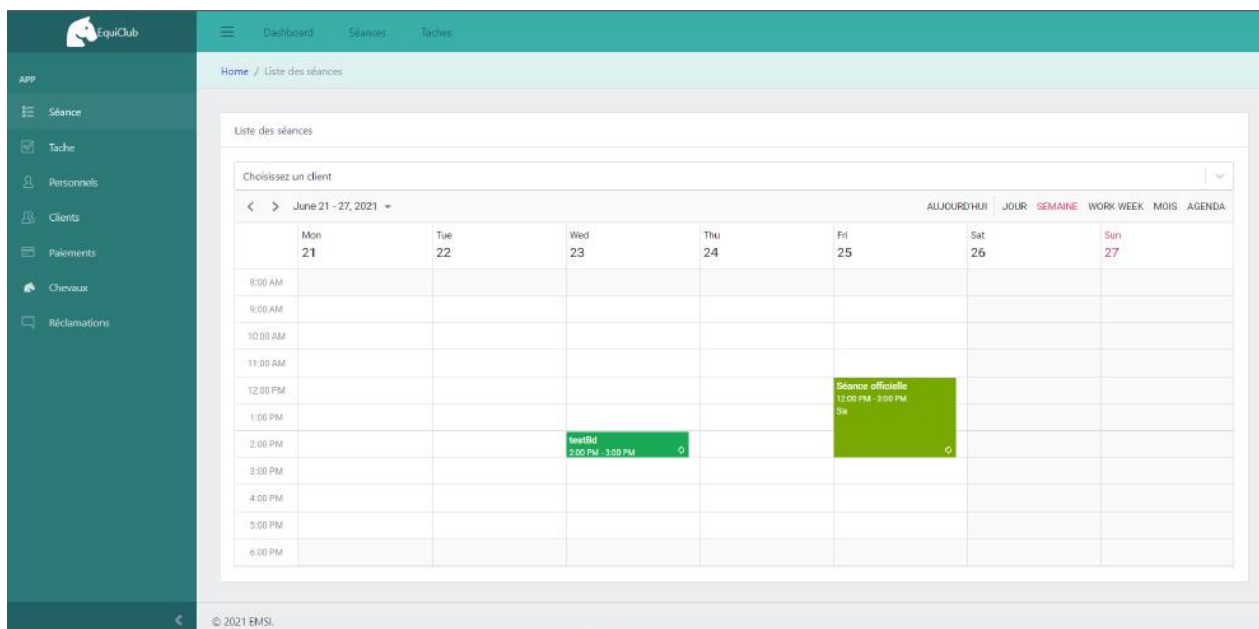 EquiClub
Dashboard Séances Taches
APP
Home / Liste des séances
Séance
Tache
Personnels
Clients
Paiements
Chevaux
Réclamations
Liste des séances
Choisissez un client
June 21 - 27, 2021
AUJOURD'HUI JOUR SEMAINE WORK WEEK MOIS AGENDA
Mon Tue Wed Thu Fri Sat Sun
21 22 23 24 25 26 27
8:00 AM
9:00 AM
10:00 AM
11:00 AM
12:00 PM
Séance officielle
12:00 PM - 3:00 PM
1:00 PM
2:00 PM
testBd
2:00 PM - 3:00 PM
3:00 PM
4:00 PM
5:00 PM
6:00 PM
© 2021 EMSI.